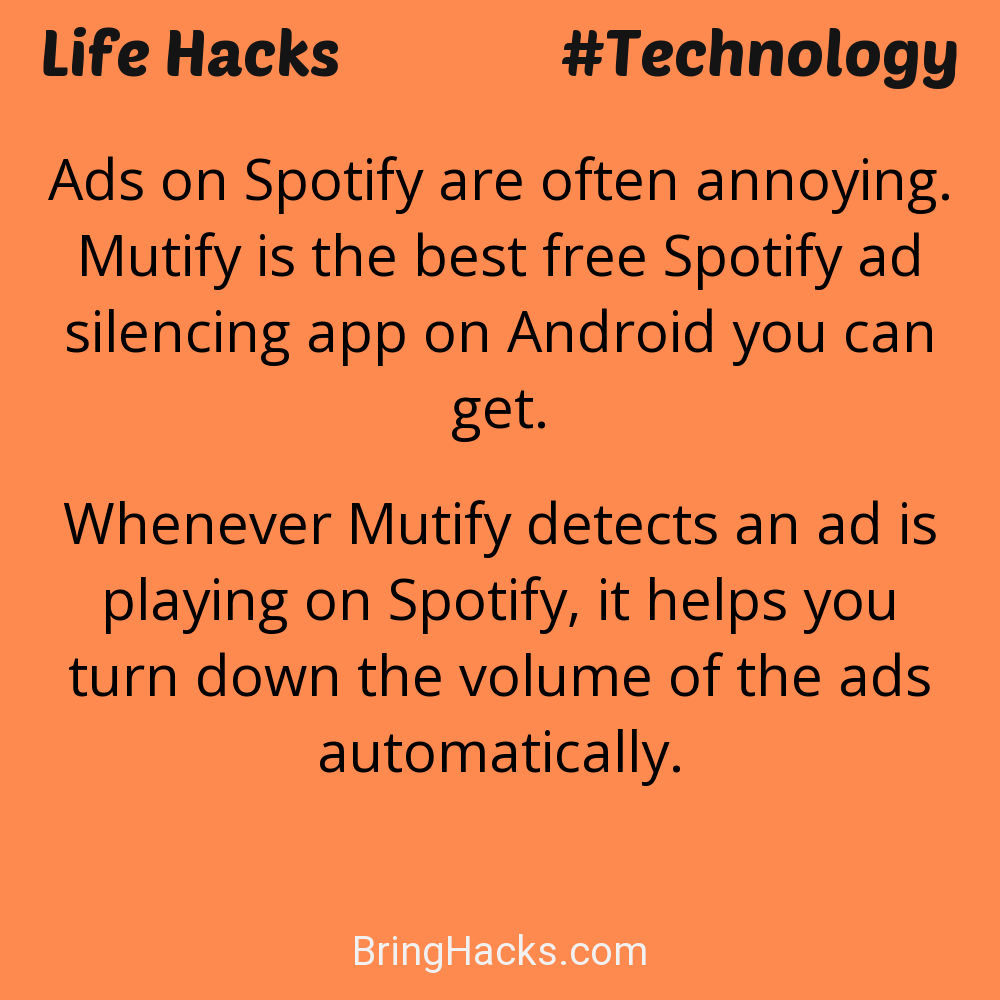 Life Hacks #Technology
Ads on Spotify are often annoying.
Mutify is the best free Spotify ad
silencing app on Android you can
get.
Whenever Mutify detects an ad is
playing on Spotify, it helps you
turn down the volume of the ads
automatically.
BringHacks.com